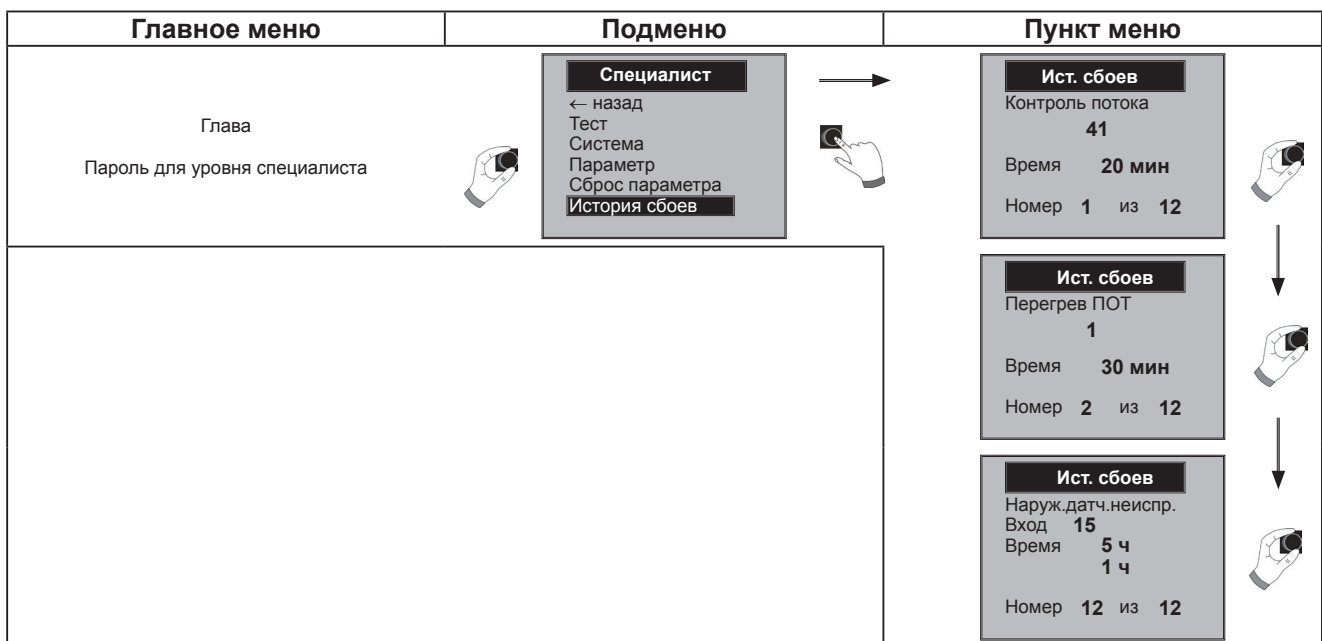 Главное меню
Подменю
Пункт меню
Глава
Пароль для уровня специалиста
Специалист
← назад
Тест
Система
Параметр
Сброс параметра
История сбоев
Ист. сбоев
Контроль потока
41
Время 20 мин
Номер 1 из 12
Ист. сбоев
Перегрев ПОТ
1
Время 30 мин
Номер 2 из 12
Ист. сбоев
Наруж.датч.неиспр.
Вход 15
Время 5 ч
1 ч
Номер 12 из 12